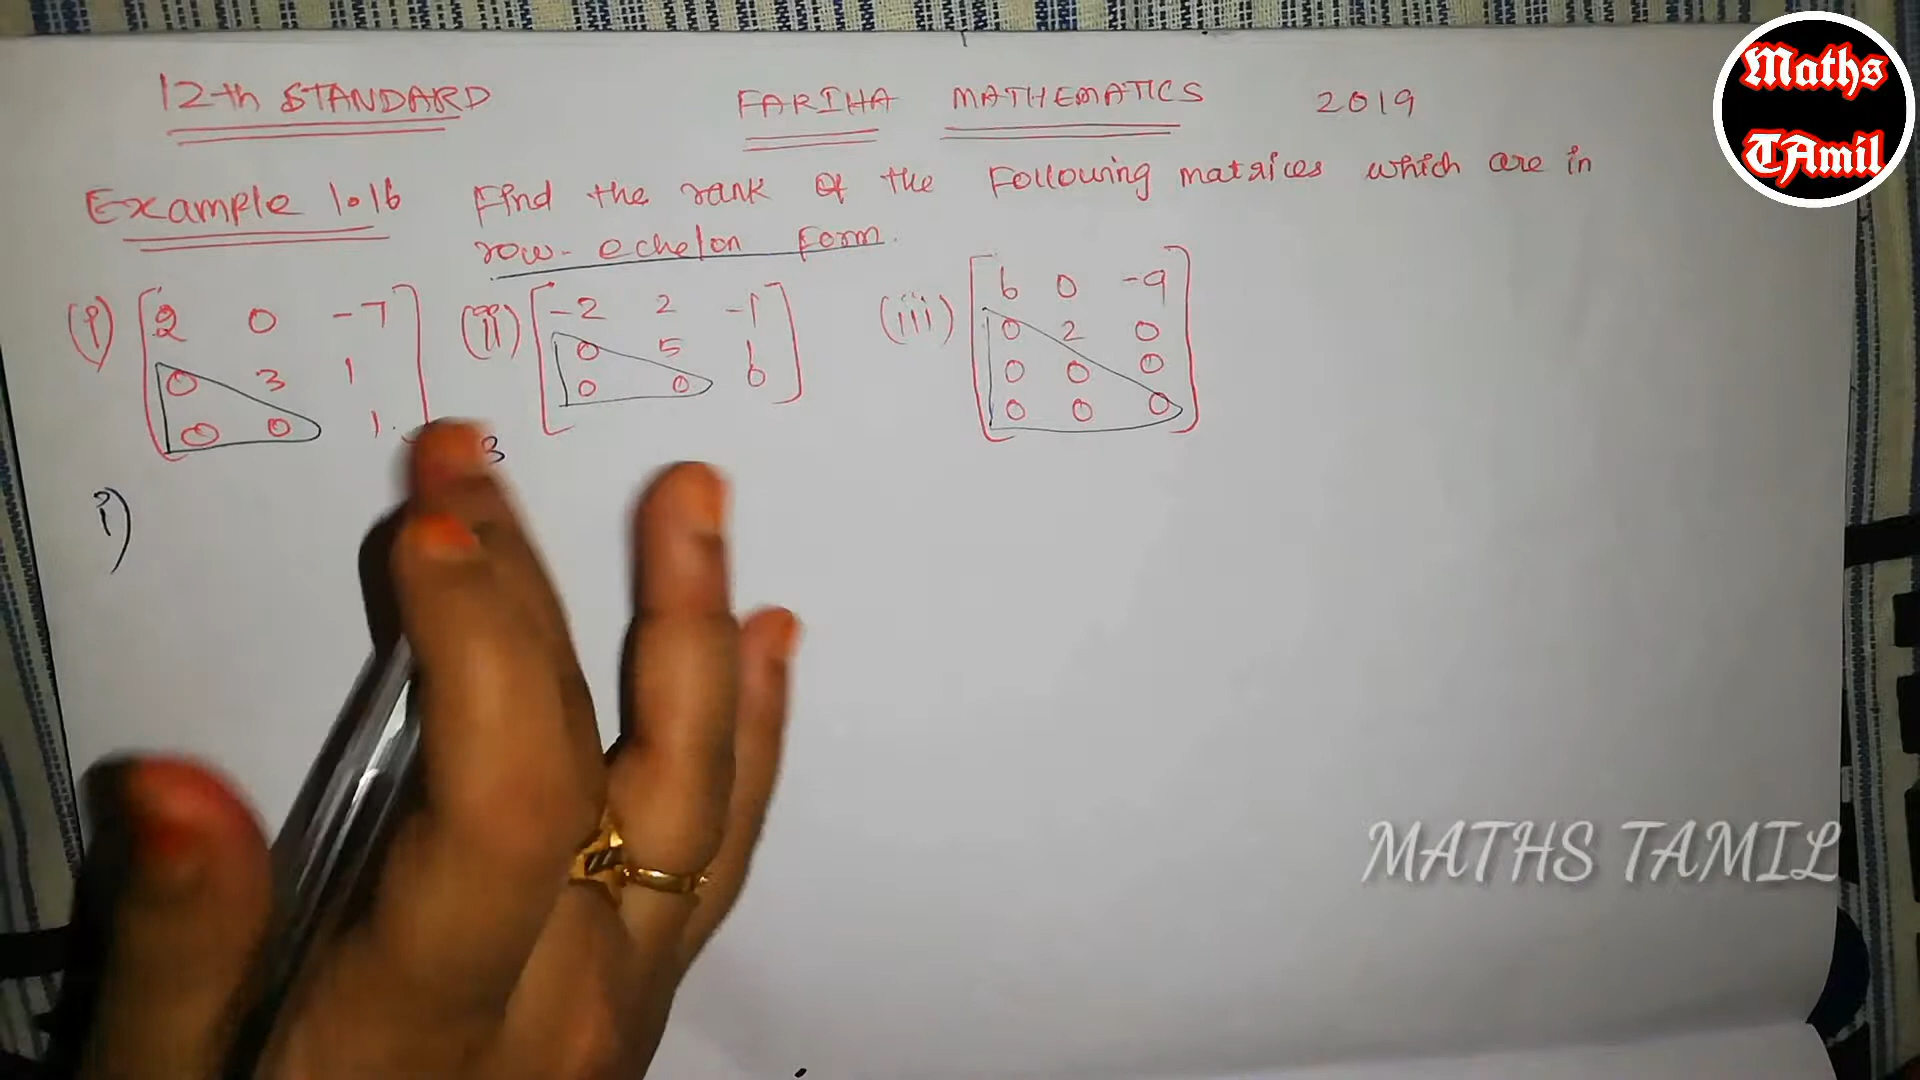 12th STANDARD FARIHA MATHEMATICS 2019
Maths
TAmil
Example 1.16 Find the rank of the Following matrices which are in
row-echelon form.
(i) [ 2 0 -7 (ii) [ -2 2 -1 (iii) [ 6 0 -9
0 3 1 0 5 1 0 2 0
0 0 1 ] 0 0 6 ] 0 0 0
0 0 0 ]
3
i)
MATHS TAMIL